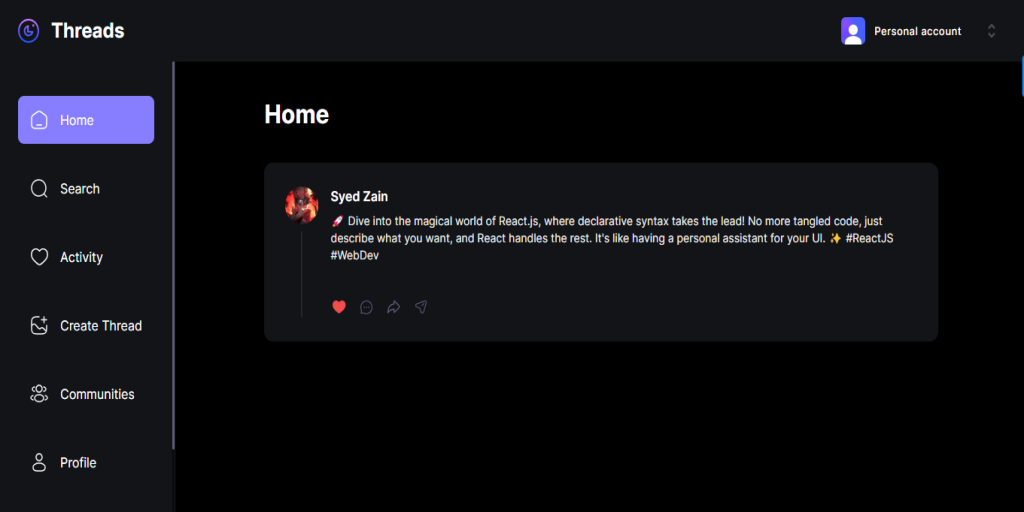 Threads
Personal account
Home
Search
Activity
Create Thread
Communities
Profile
Home
Syed Zain
🚀 Dive into the magical world of React.js, where declarative syntax takes the lead! No more tangled code, just
describe what you want, and React handles the rest. It's like having a personal assistant for your UI. ✨ #ReactJS
#WebDev